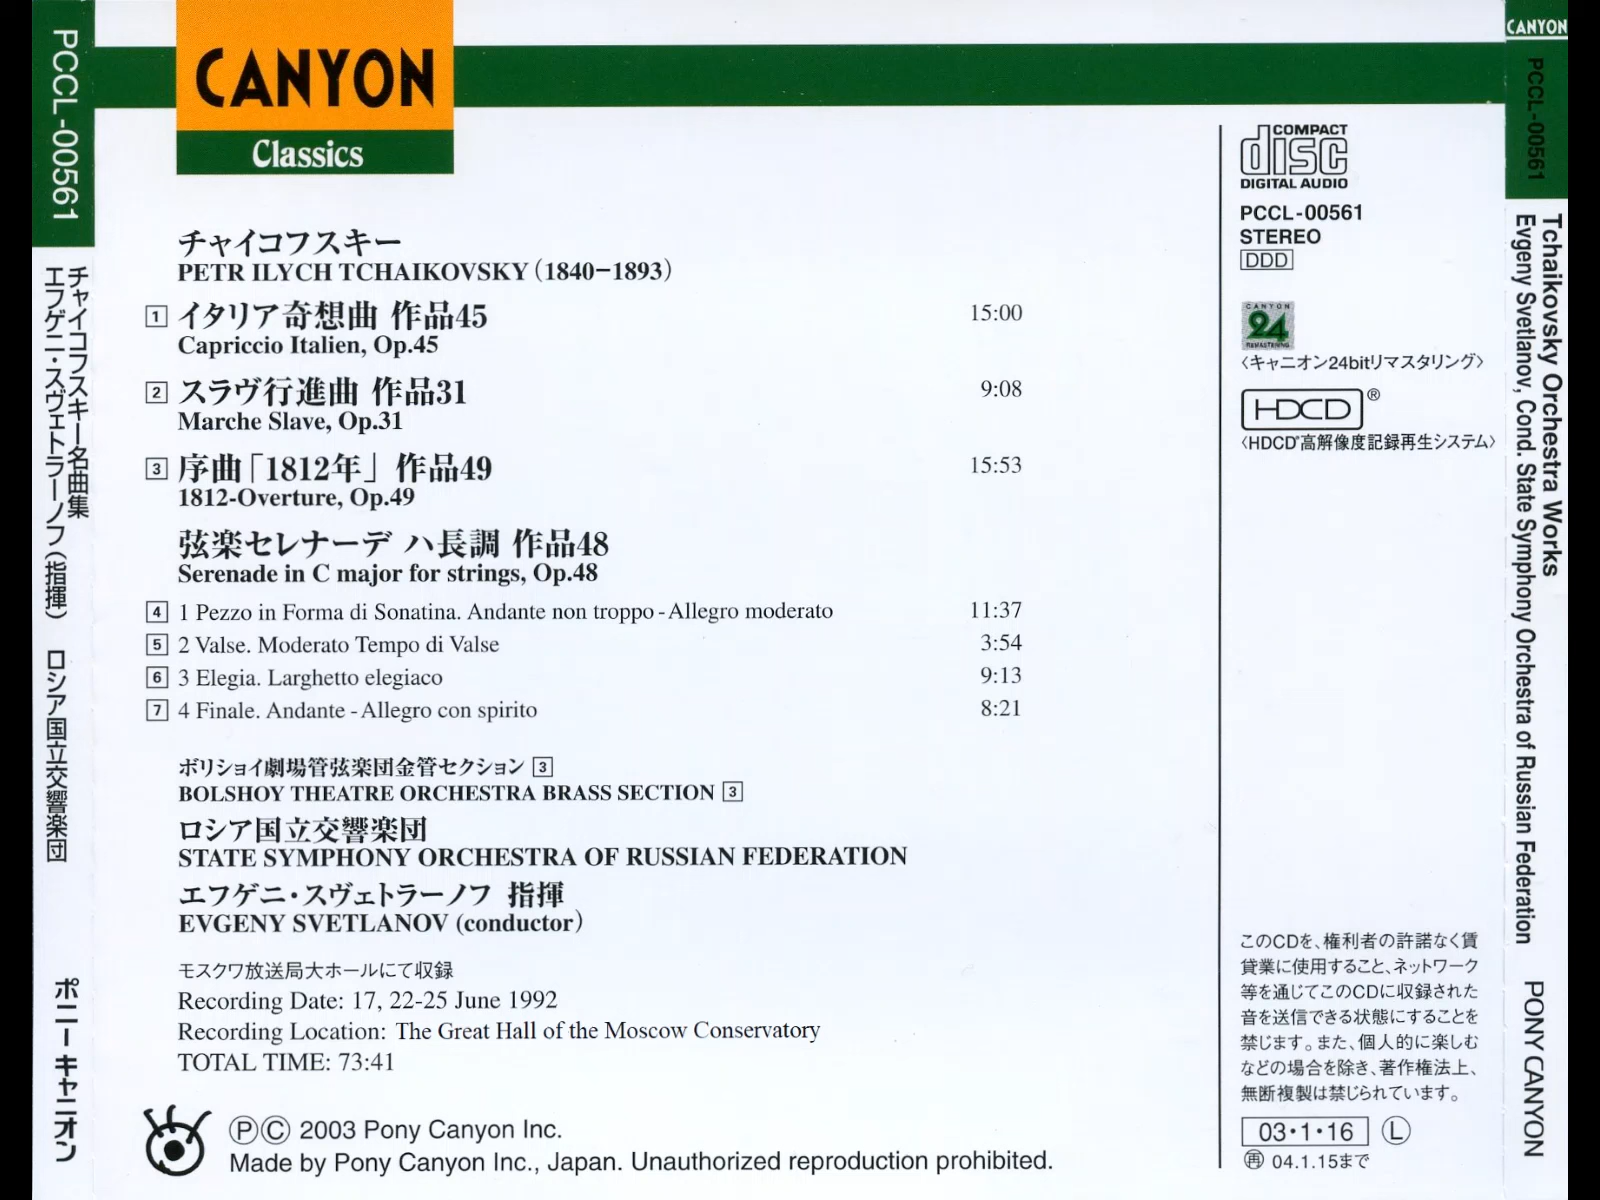 PCCL-00561
チャイコフスキー名曲集
エフゲニ・スヴェトラーノフ(指揮) ロシア国立交響楽団
ポニーキャニオン
CANYON
Classics
チャイコフスキー
PETR ILYCH TCHAIKOVSKY (1840-1893)
1 イタリア奇想曲 作品45 15:00
Capriccio Italien, Op.45
2 スラヴ行進曲 作品31 9:08
Marche Slave, Op.31
3 序曲「1812年」 作品49 15:53
1812-Overture, Op.49
弦楽セレナーデ ハ長調 作品48
Serenade in C major for strings, Op.48
4 1 Pezzo in Forma di Sonatina. Andante non troppo - Allegro moderato 11:37
5 2 Valse. Moderato Tempo di Valse 3:54
6 3 Elegia. Larghetto elegiaco 9:13
7 4 Finale. Andante - Allegro con spirito 8:21
ボリショイ劇場管弦楽団金管セクション 3
BOLSHOY THEATRE ORCHESTRA BRASS SECTION 3
ロシア国立交響楽団
STATE SYMPHONY ORCHESTRA OF RUSSIAN FEDERATION
エフゲニ・スヴェトラーノフ 指揮
EVGENY SVETLANOV (conductor)
モスクワ放送局大ホールにて収録
Recording Date: 17, 22-25 June 1992
Recording Location: The Great Hall of the Moscow Conservatory
TOTAL TIME: 73:41
Ⓟ© 2003 Pony Canyon Inc.
Made by Pony Canyon Inc., Japan. Unauthorized reproduction prohibited.
COMPACT
disc
DIGITAL AUDIO
PCCL-00561
STEREO
DDD
CANYON
24
REMASTERING
〈キャニオン24bitリマスタリング〉
HDCD®
〈HDCD®高解像度記録再生システム〉
このCDを、権利者の許諾なく賃
貸業に使用すること、ネットワーク
等を通じてこのCDに収録された
音を送信できる状態にすることを
禁じます。また、個人的に楽しむ
などの場合を除き、著作権法上、
無断複製は禁じられています。
03・1・16 Ⓛ
㊢ 04.1.15まで
CANYON
PCCL-00561
Tchaikovsky Orchestra Works
Evgeny Svetlanov, Cond. State Symphony Orchestra of Russian Federation
PONY CANYON